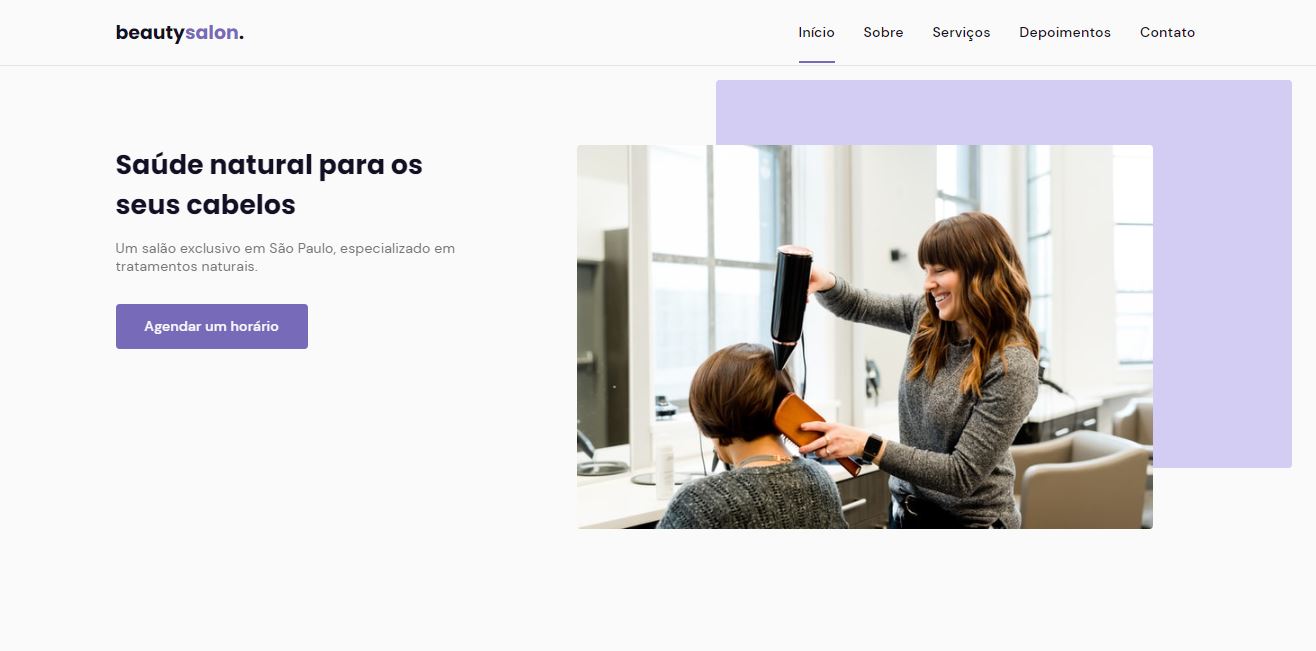 beautysalon.
Início
Sobre
Serviços
Depoimentos
Contato
Saúde natural para os
seus cabelos
Um salão exclusivo em São Paulo, especializado em
tratamentos naturais.
Agendar um horário